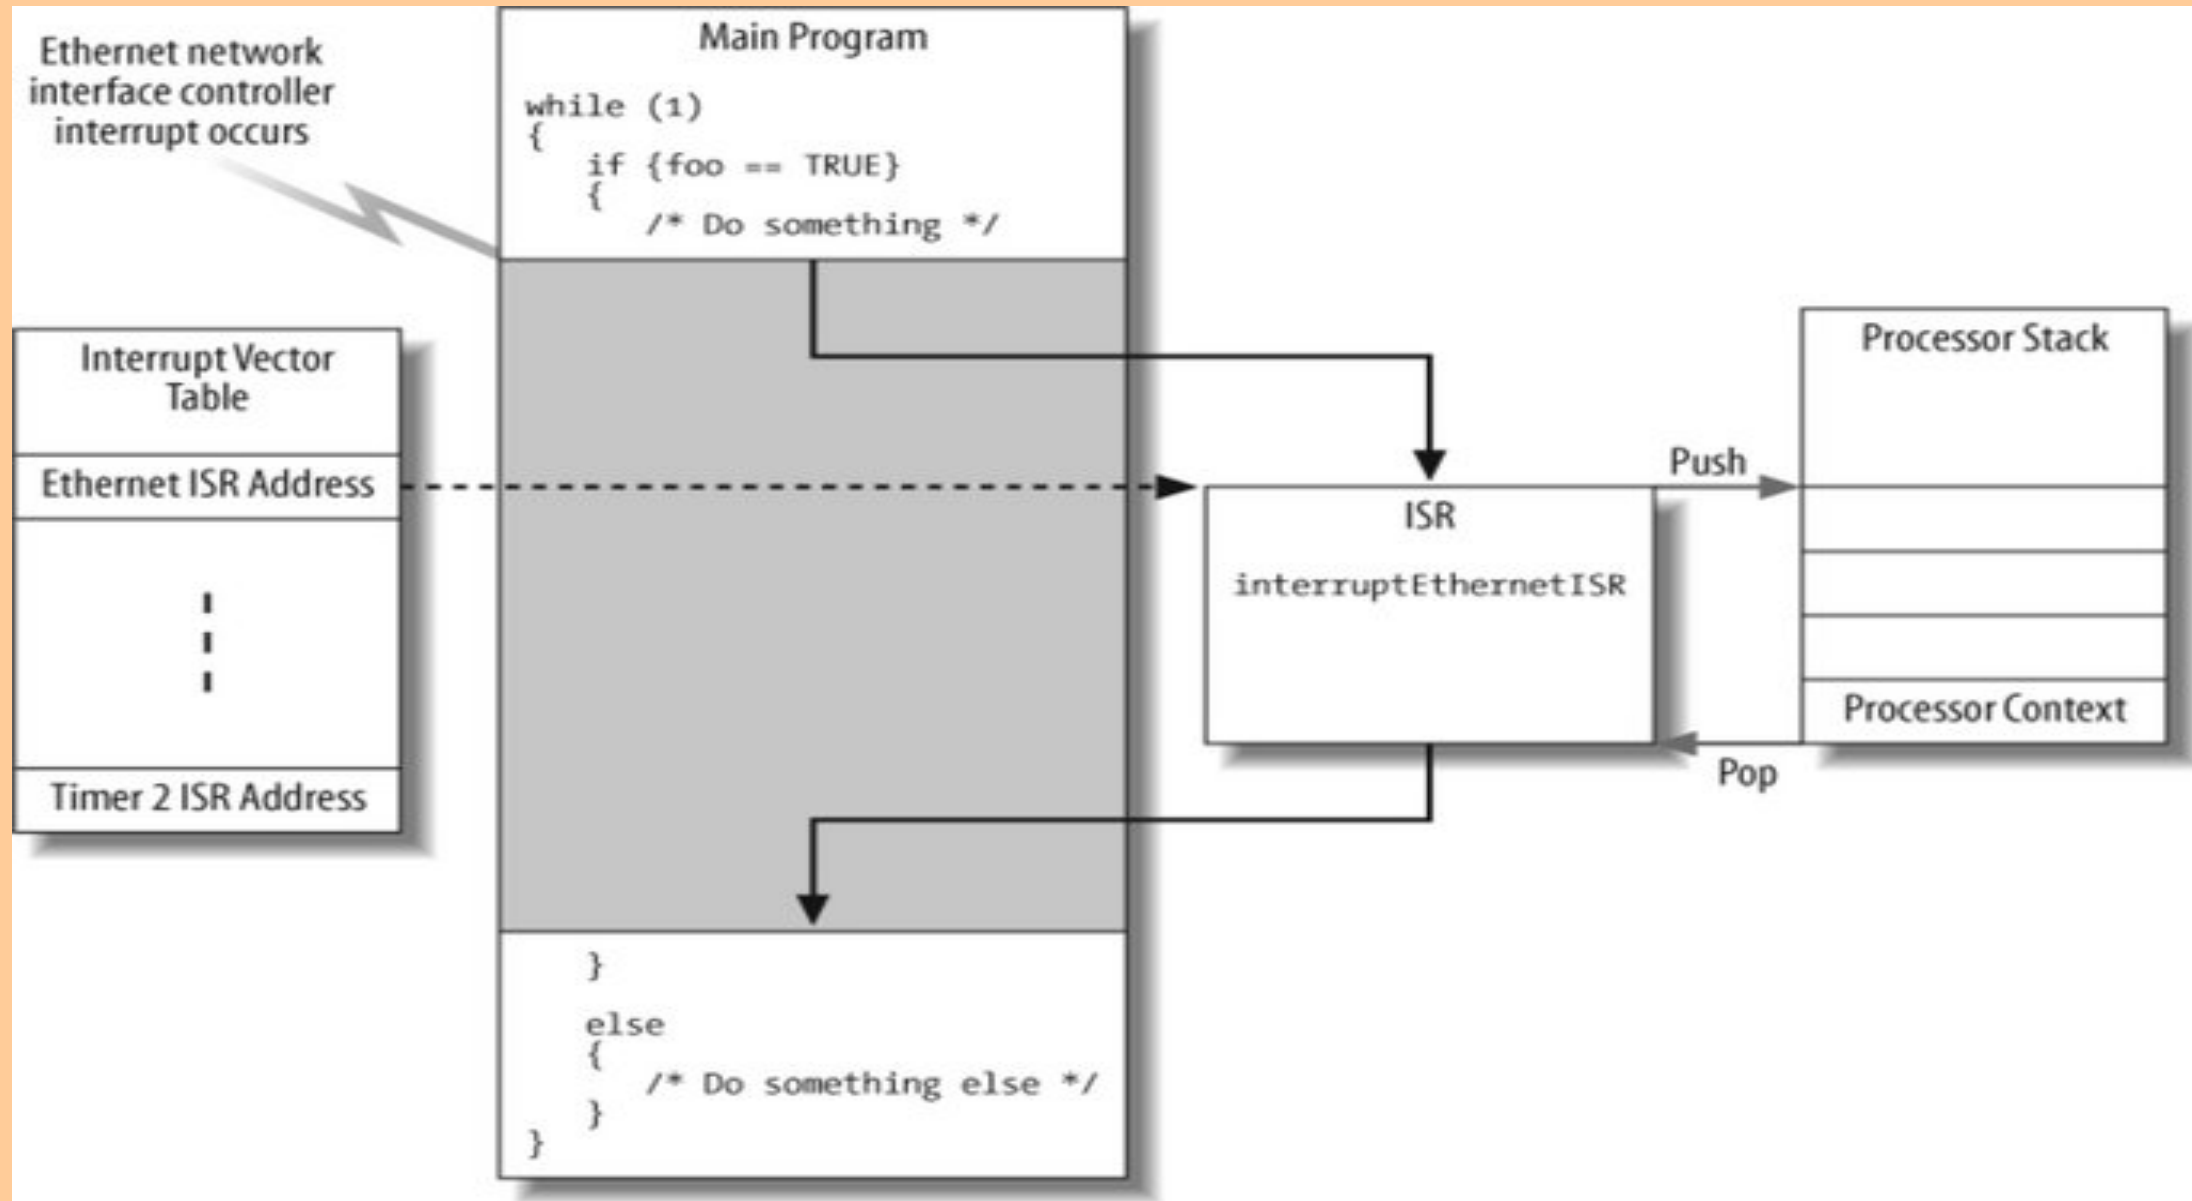 Ethernet network
interface controller
interrupt occurs
Main Program
while (1)
{
if {foo == TRUE}
{
/* Do something */
Interrupt Vector
Table
Ethernet ISR Address
Timer 2 ISR Address
ISR
interruptEthernetISR
Push
Pop
Processor Stack
Processor Context
}
else
{
/* Do something else */
}
}